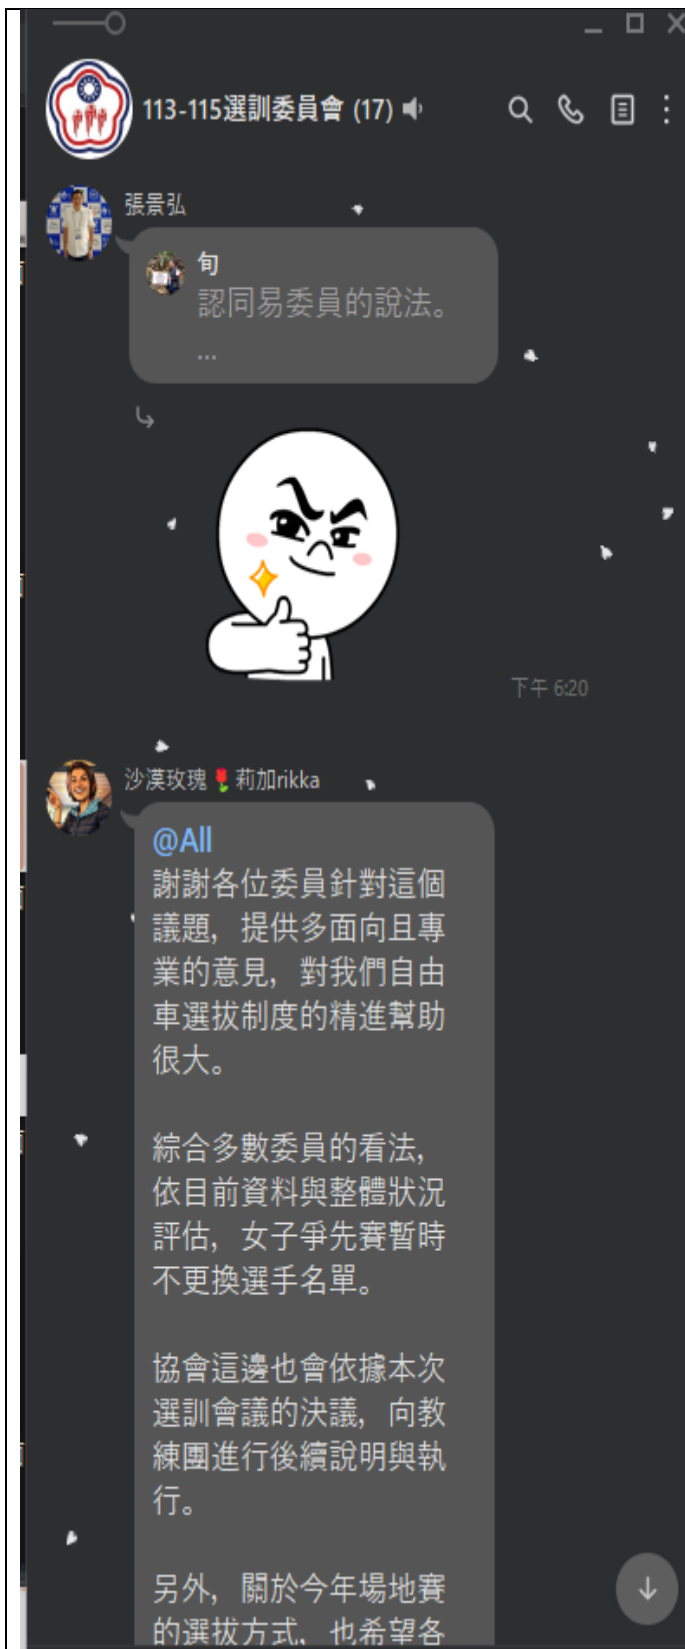 113-115選訓委員會 (17)
張景弘
旬
認同易委員的說法。
...
下午 6:20
沙漠玫瑰🌹莉加rikka
@All
謝謝各位委員針對這個
議題，提供多面向且專
業的意見，對我們自由
車選拔制度的精進幫助
很大。
綜合多數委員的看法，
依目前資料與整體狀況
評估，女子爭先賽暫時
不更換選手名單。
協會這邊也會依據本次
選訓會議的決議，向教
練團進行後續說明與執
行。
另外，關於今年場地賽
的選拔方式，也希望各